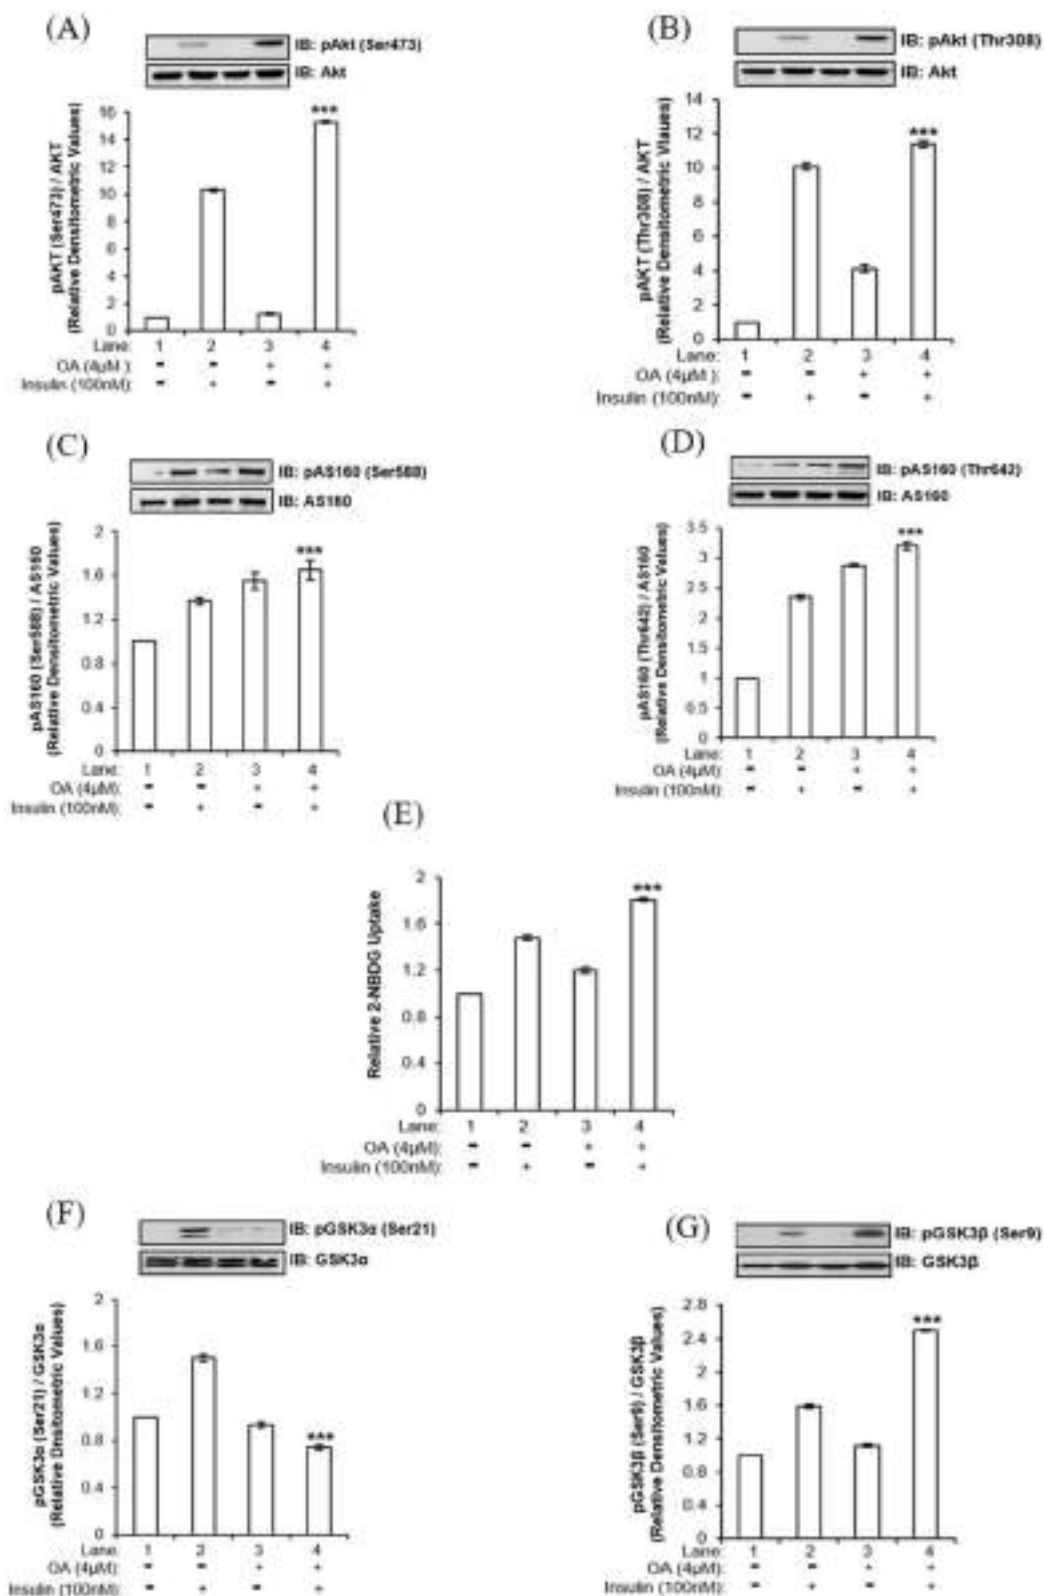 (A)
IB: pAkt (Ser473)
IB: Akt
pAKT (Ser473) / AKT
(Relative Densitometric Values)
16
14
12
10
8
6
4
2
0
***
Lane: 1 2 3 4
OA (4µM ): - - + +
Insulin (100nM): - + - +
(B)
IB: pAkt (Thr308)
IB: Akt
pAKT (Thr308) / AKT
(Relative Densitometric Vlaues)
14
12
10
8
6
4
2
0
***
Lane: 1 2 3 4
OA (4µM ): - - + +
Insulin (100nM): - + - +
(C)
IB: pAS160 (Ser588)
IB: AS160
pAS160 (Ser588) / AS160
(Relative Densitometric Values)
2
1.6
1.2
0.8
0.4
0
***
Lane: 1 2 3 4
OA (4µM): - - + +
Insulin (100nM): - + - +
(D)
IB: pAS160 (Thr642)
IB: AS160
pAS160 (Thr642) / AS160
(Relative Densitometric Values)
3.5
3
2.5
2
1.5
1
0.5
0
***
Lane: 1 2 3 4
OA (4µM): - - + +
Insulin (100nM): - + - +
(E)
Relative 2-NBDG Uptake
2
1.6
1.2
0.8
0.4
0
***
Lane: 1 2 3 4
OA (4µM): - - + +
Insulin (100nM): - + - +
(F)
IB: pGSK3α (Ser21)
IB: GSK3α
pGSK3α (Ser21) / GSK3α
(Relative Dnsitometric Values)
2
1.6
1.2
0.8
0.4
0
***
Lane: 1 2 3 4
OA (4µM): - - + +
Insulin (100nM): - + - +
(G)
IB: pGSK3β (Ser9)
IB: GSK3β
pGSK3β (Ser9) / GSK3β
(Relative Densitometric Values)
2.8
2.4
2
1.6
1.2
0.8
0.4
0
***
Lane: 1 2 3 4
OA (4µM): - - + +
Insulin (100nM): - + - +